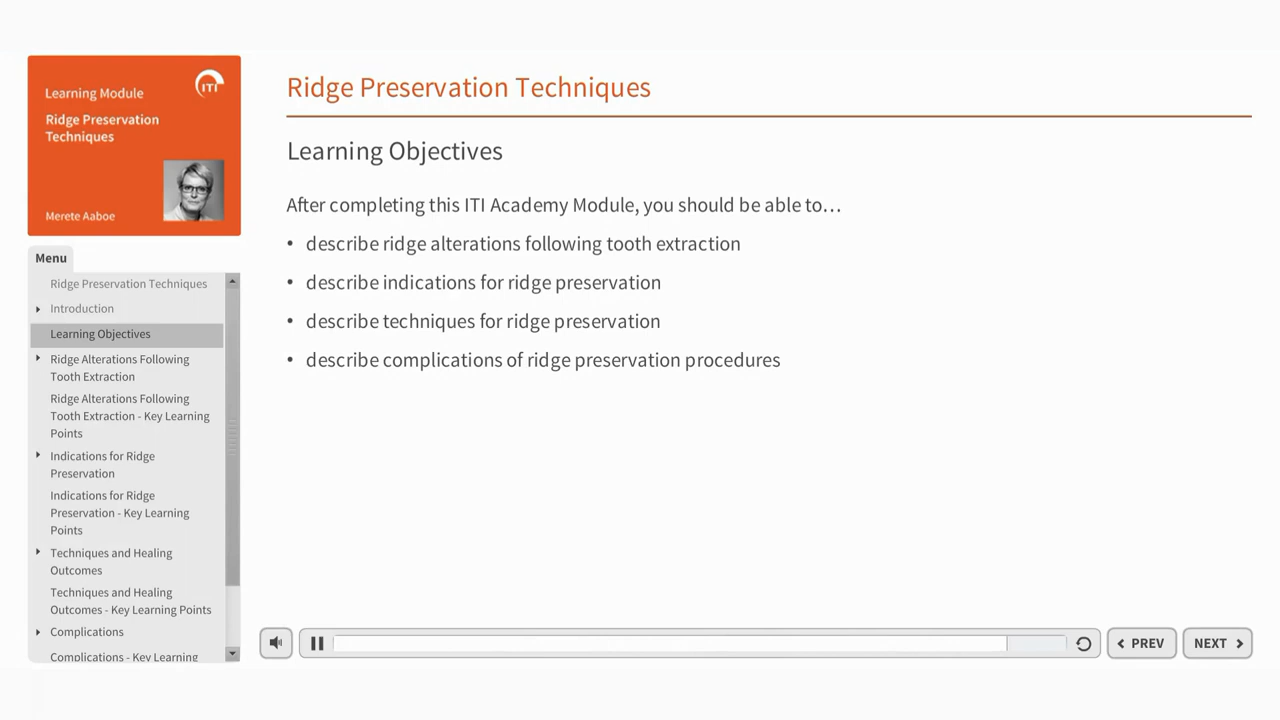 Learning Module
ITI
Ridge Preservation
Techniques
Merete Aaboe
Menu
Ridge Preservation Techniques
Introduction
Learning Objectives
Ridge Alterations Following
Tooth Extraction
Ridge Alterations Following
Tooth Extraction - Key Learning
Points
Indications for Ridge
Preservation
Indications for Ridge
Preservation - Key Learning
Points
Techniques and Healing
Outcomes
Techniques and Healing
Outcomes - Key Learning Points
Complications
Complications - Key Learning
Ridge Preservation Techniques
Learning Objectives
After completing this ITI Academy Module, you should be able to…
• describe ridge alterations following tooth extraction
• describe indications for ridge preservation
• describe techniques for ridge preservation
• describe complications of ridge preservation procedures
PREV
NEXT